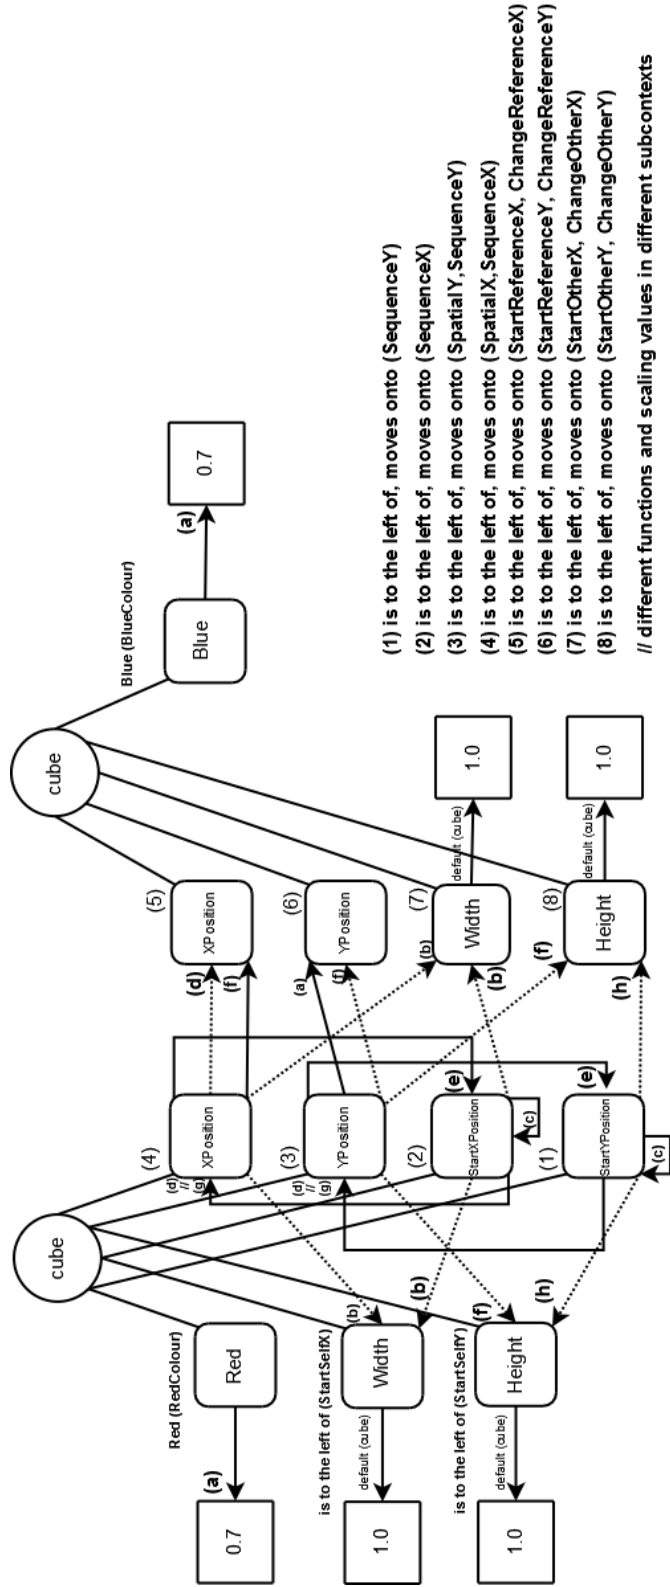 cube
cube
Red (RedColour)
Red
(a)
0.7
is to the left of (StartSelfX)
Width
(b)
(b)
default (cube)
1.0
is to the left of (StartSelfY)
Height
(f)
(h)
default (cube)
1.0
(4)
XPosition
(d)
//
(g)
(3)
YPosition
(d)
//
(g)
(2)
StartXPosition
(e)
(c)
(1)
StartYPosition
(e)
(c)
(5)
XPosition
(d)
(f)
(6)
YPosition
(a)
(f)
(7)
Width
(b)
(b)
default (cube)
1.0
(8)
Height
(f)
(h)
default (cube)
1.0
Blue (BlueColour)
Blue
(a)
0.7
(1) is to the left of, moves onto (SequenceY)
(2) is to the left of, moves onto (SequenceX)
(3) is to the left of, moves onto (SpatialY,SequenceY)
(4) is to the left of, moves onto (SpatialX,SequenceX)
(5) is to the left of, moves onto (StartReferenceX, ChangeReferenceX)
(6) is to the left of, moves onto (StartReferenceY, ChangeReferenceY)
(7) is to the left of, moves onto (StartOtherX, ChangeOtherX)
(8) is to the left of, moves onto (StartOtherY, ChangeOtherY)
// different functions and scaling values in different subcontexts